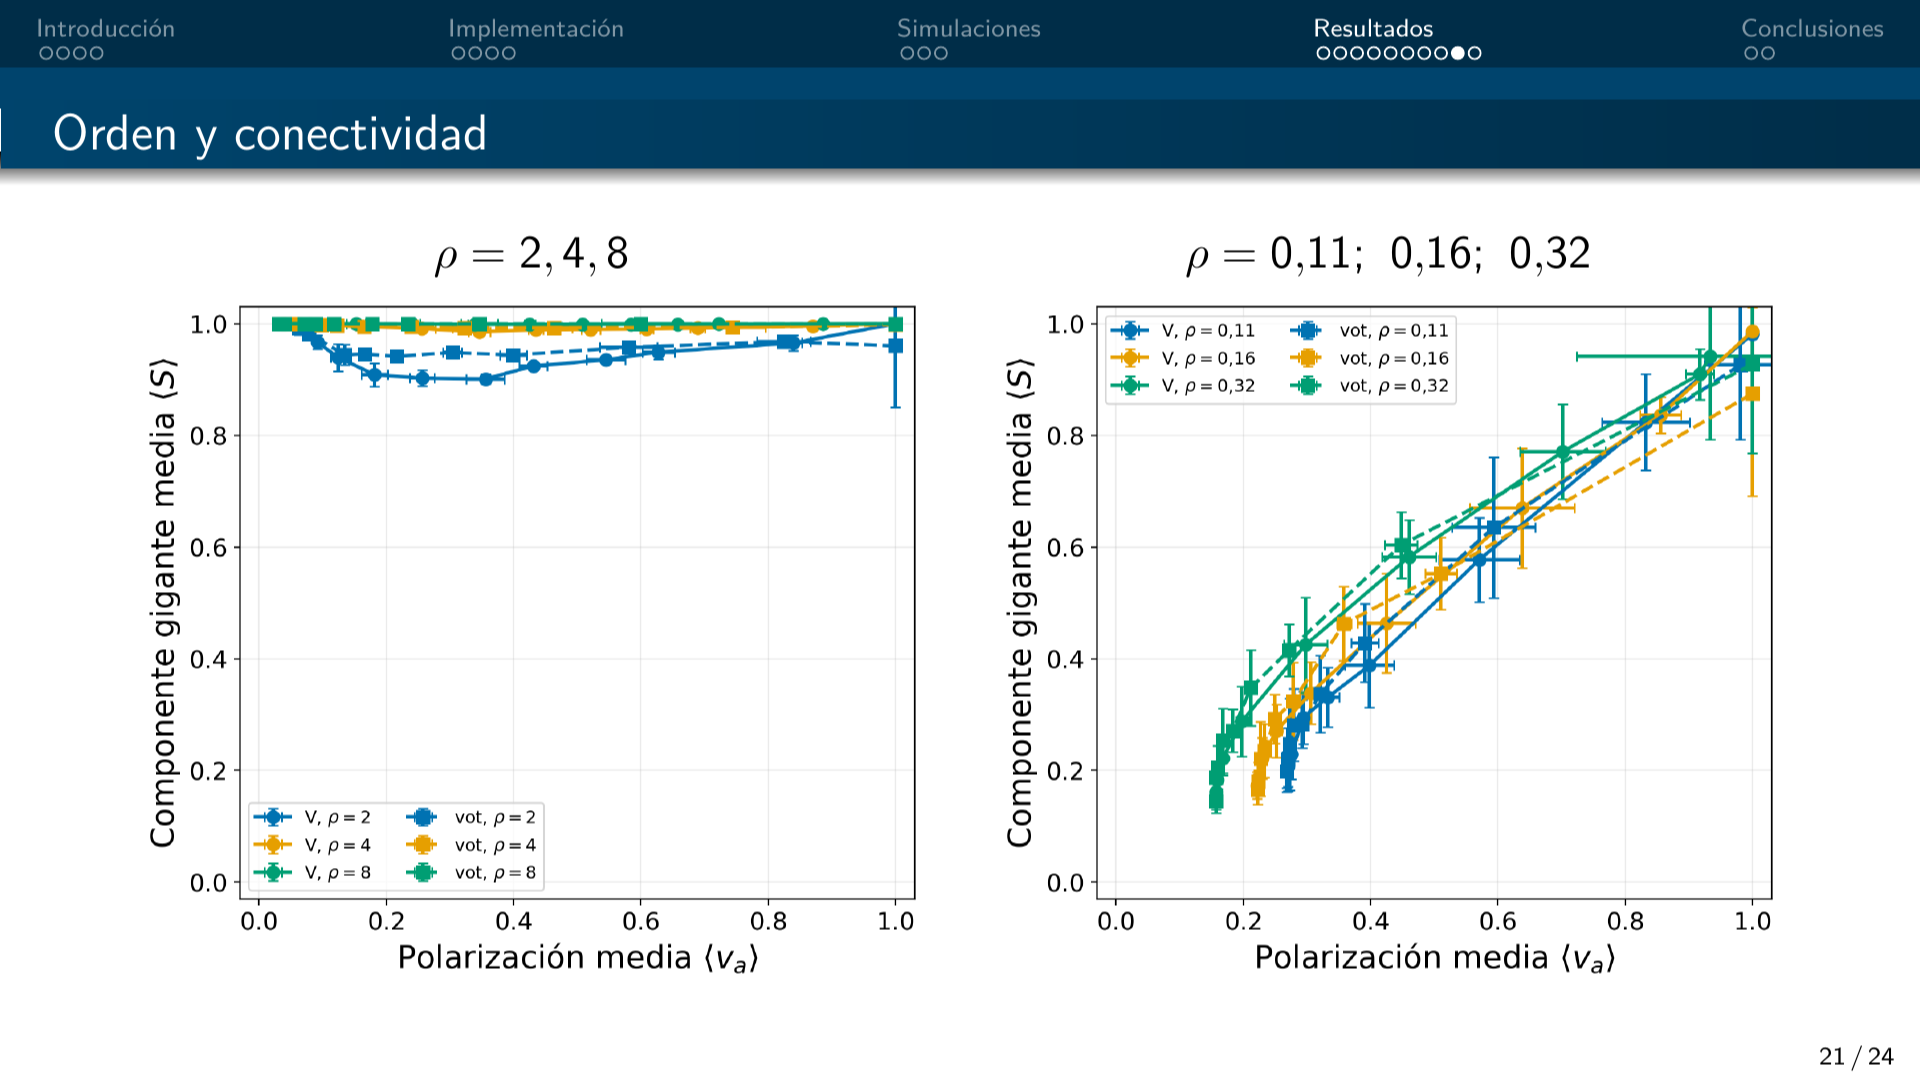 Introducción
Implementación
Simulaciones
Resultados
Conclusiones
Orden y conectividad
ρ = 2, 4, 8
1.0
0.8
0.6
0.4
0.2
0.0
Componente gigante media ⟨S⟩
V, ρ = 2 vot, ρ = 2
V, ρ = 4 vot, ρ = 4
V, ρ = 8 vot, ρ = 8
0.0 0.2 0.4 0.6 0.8 1.0
Polarización media ⟨vₐ⟩
ρ = 0,11; 0,16; 0,32
1.0
0.8
0.6
0.4
0.2
0.0
Componente gigante media ⟨S⟩
V, ρ = 0,11 vot, ρ = 0,11
V, ρ = 0,16 vot, ρ = 0,16
V, ρ = 0,32 vot, ρ = 0,32
0.0 0.2 0.4 0.6 0.8 1.0
Polarización media ⟨vₐ⟩
21 / 24